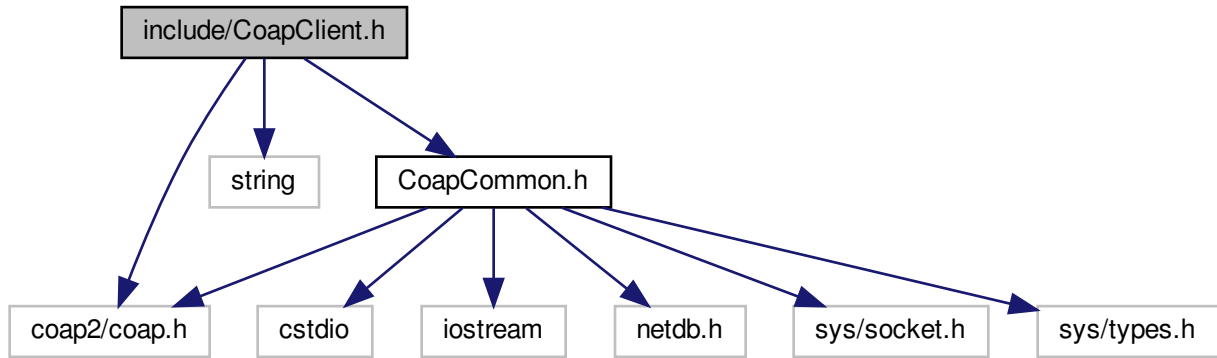 include/CoapClient.h
string
CoapCommon.h
coap2/coap.h
cstdio
iostream
netdb.h
sys/socket.h
sys/types.h